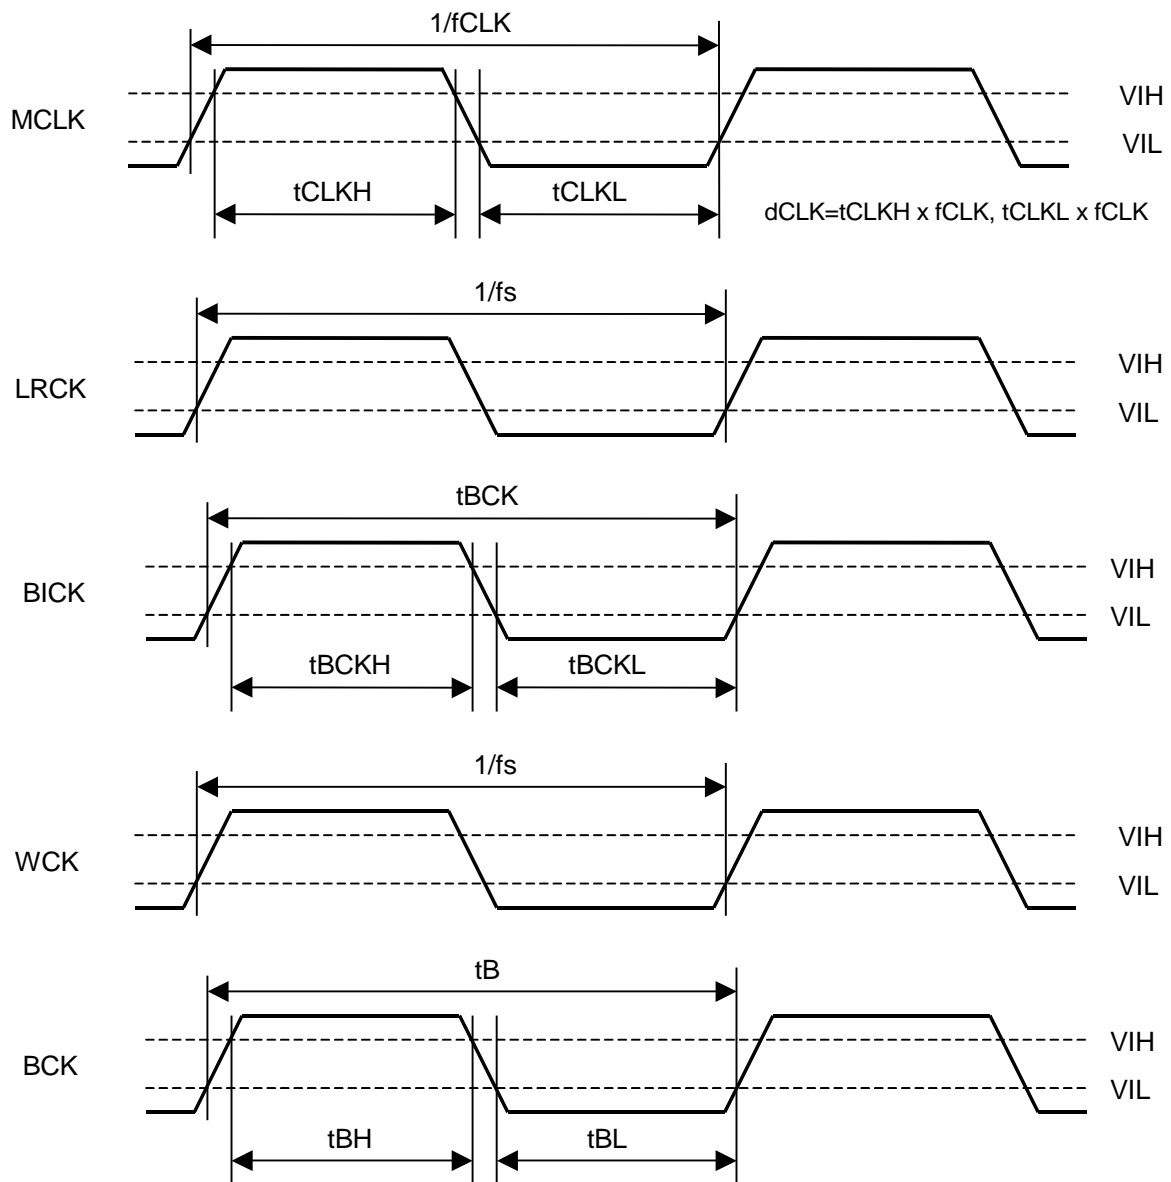 1/fCLK
MCLK
VIH
VIL
tCLKH
tCLKL
dCLK=tCLKH x fCLK, tCLKL x fCLK
1/fs
LRCK
VIH
VIL
tBCK
BICK
VIH
VIL
tBCKH
tBCKL
1/fs
WCK
VIH
VIL
tB
BCK
VIH
VIL
tBH
tBL